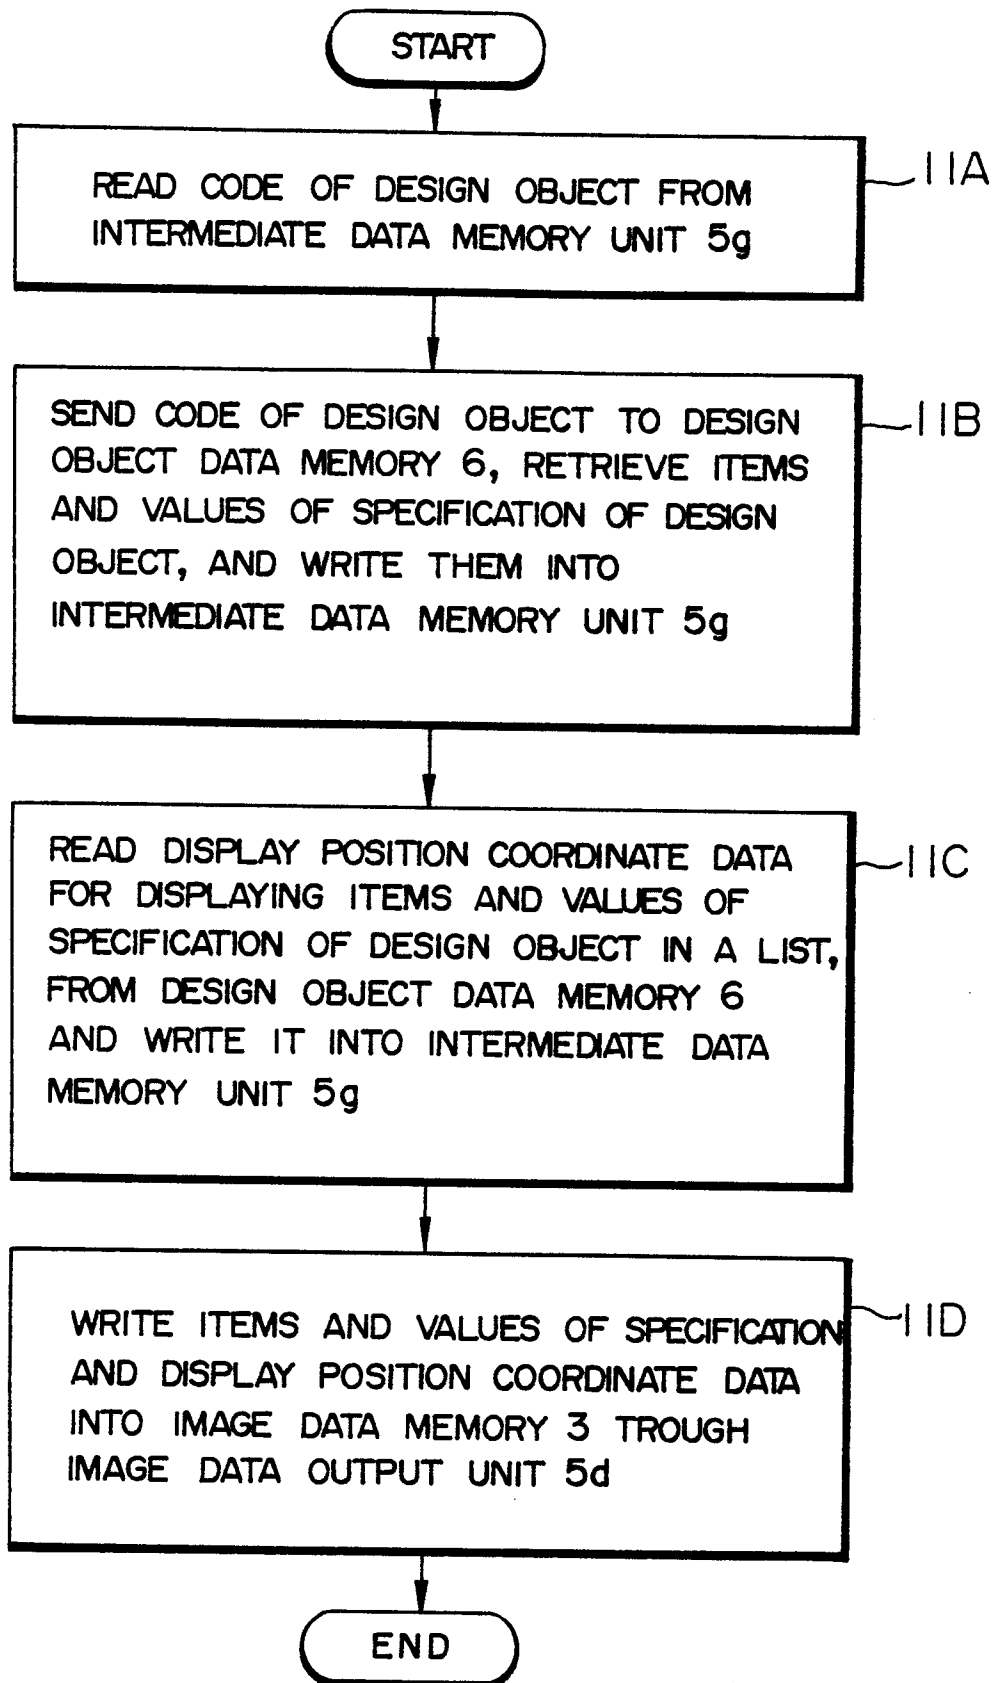 START
READ CODE OF DESIGN OBJECT FROM
INTERMEDIATE DATA MEMORY UNIT 5g
11A
SEND CODE OF DESIGN OBJECT TO DESIGN
OBJECT DATA MEMORY 6, RETRIEVE ITEMS
AND VALUES OF SPECIFICATION OF DESIGN
OBJECT, AND WRITE THEM INTO
INTERMEDIATE DATA MEMORY UNIT 5g
11B
READ DISPLAY POSITION COORDINATE DATA
FOR DISPLAYING ITEMS AND VALUES OF
SPECIFICATION OF DESIGN OBJECT IN A LIST,
FROM DESIGN OBJECT DATA MEMORY 6
AND WRITE IT INTO INTERMEDIATE DATA
MEMORY UNIT 5g
11C
WRITE ITEMS AND VALUES OF SPECIFICATION
AND DISPLAY POSITION COORDINATE DATA
INTO IMAGE DATA MEMORY 3 TROUGH
IMAGE DATA OUTPUT UNIT 5d
11D
END